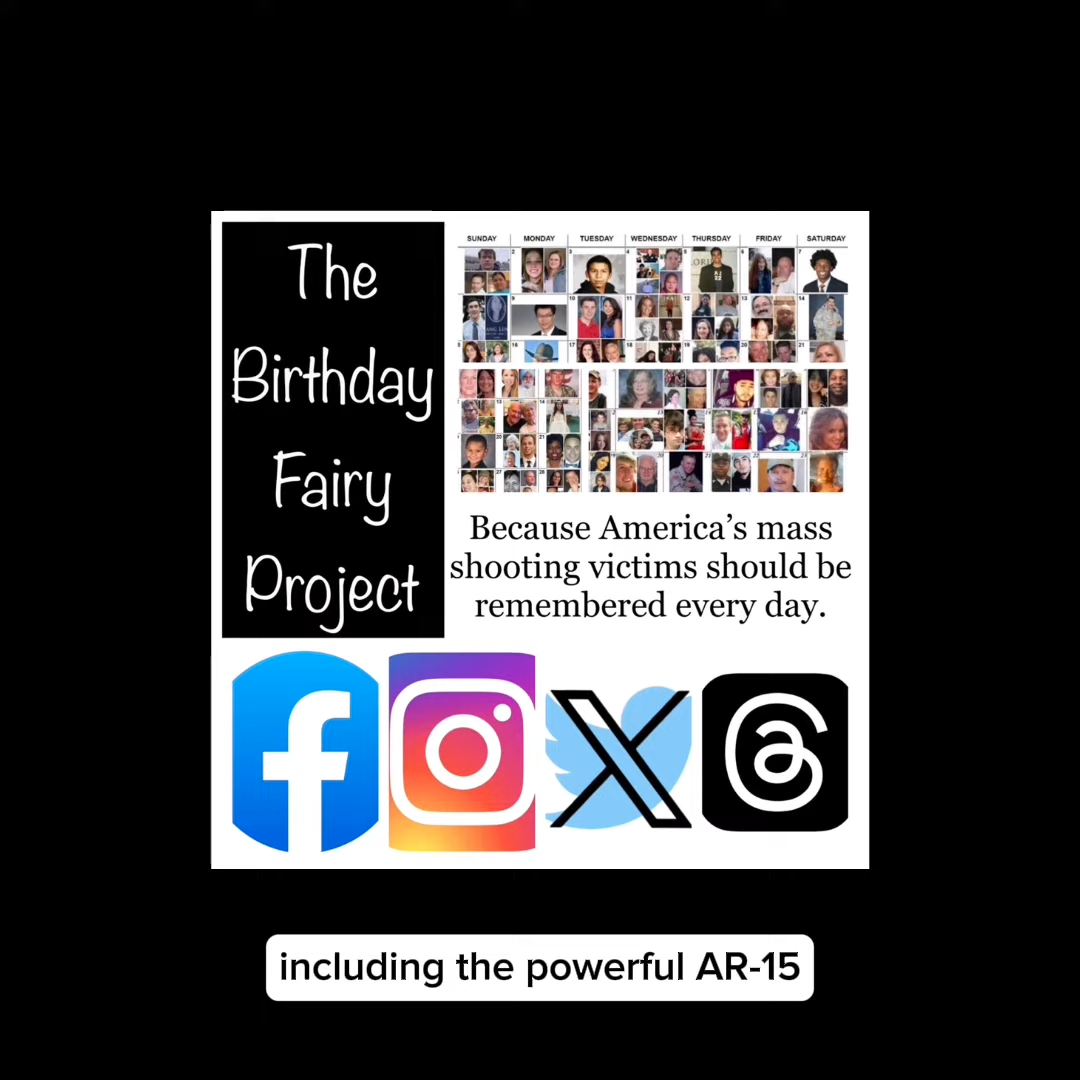 The
Birthday
Fairy
Project
SUNDAY MONDAY TUESDAY WEDNESDAY THURSDAY FRIDAY SATURDAY
Because America's mass
shooting victims should be
remembered every day.
including the powerful AR-15